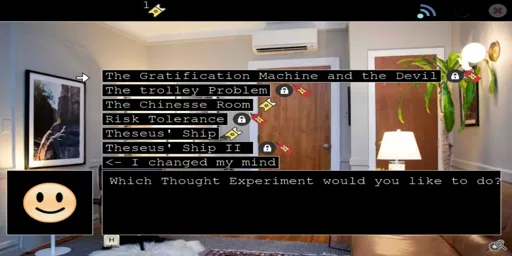 1
The Gratification Machine and the Devil
The trolley Problem
The Chinesse Room
Risk Tolerance
Theseus' Ship
Theseus' Ship II
<- I changed my mind
Which Thought Experiment would you like to do?
H